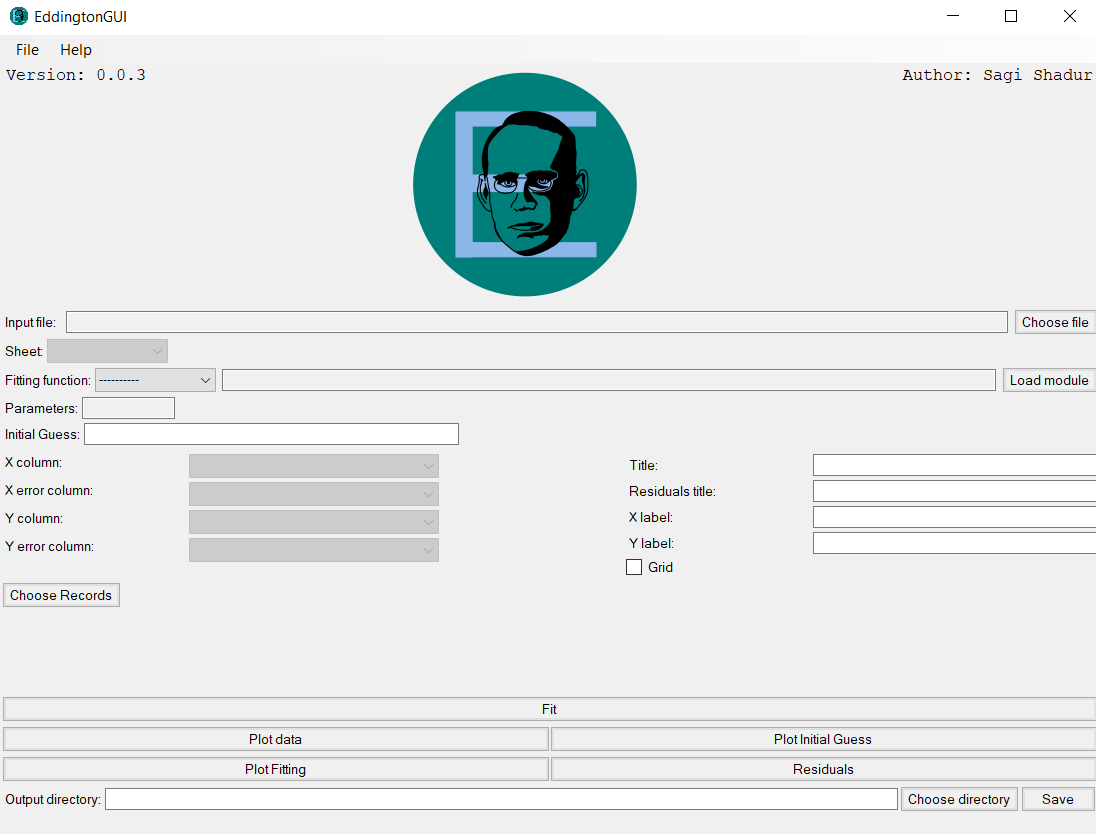 EddingtonGUI
File Help
Version: 0.0.3 Author: Sagi Shadur
E
Input file: Choose file
Sheet:
Fitting function: ---------- Load module
Parameters:
Initial Guess:
X column:
X error column:
Y column:
Y error column:
Title:
Residuals title:
X label:
Y label:
Grid
Choose Records
Fit
Plot data Plot Initial Guess
Plot Fitting Residuals
Output directory: Choose directory Save